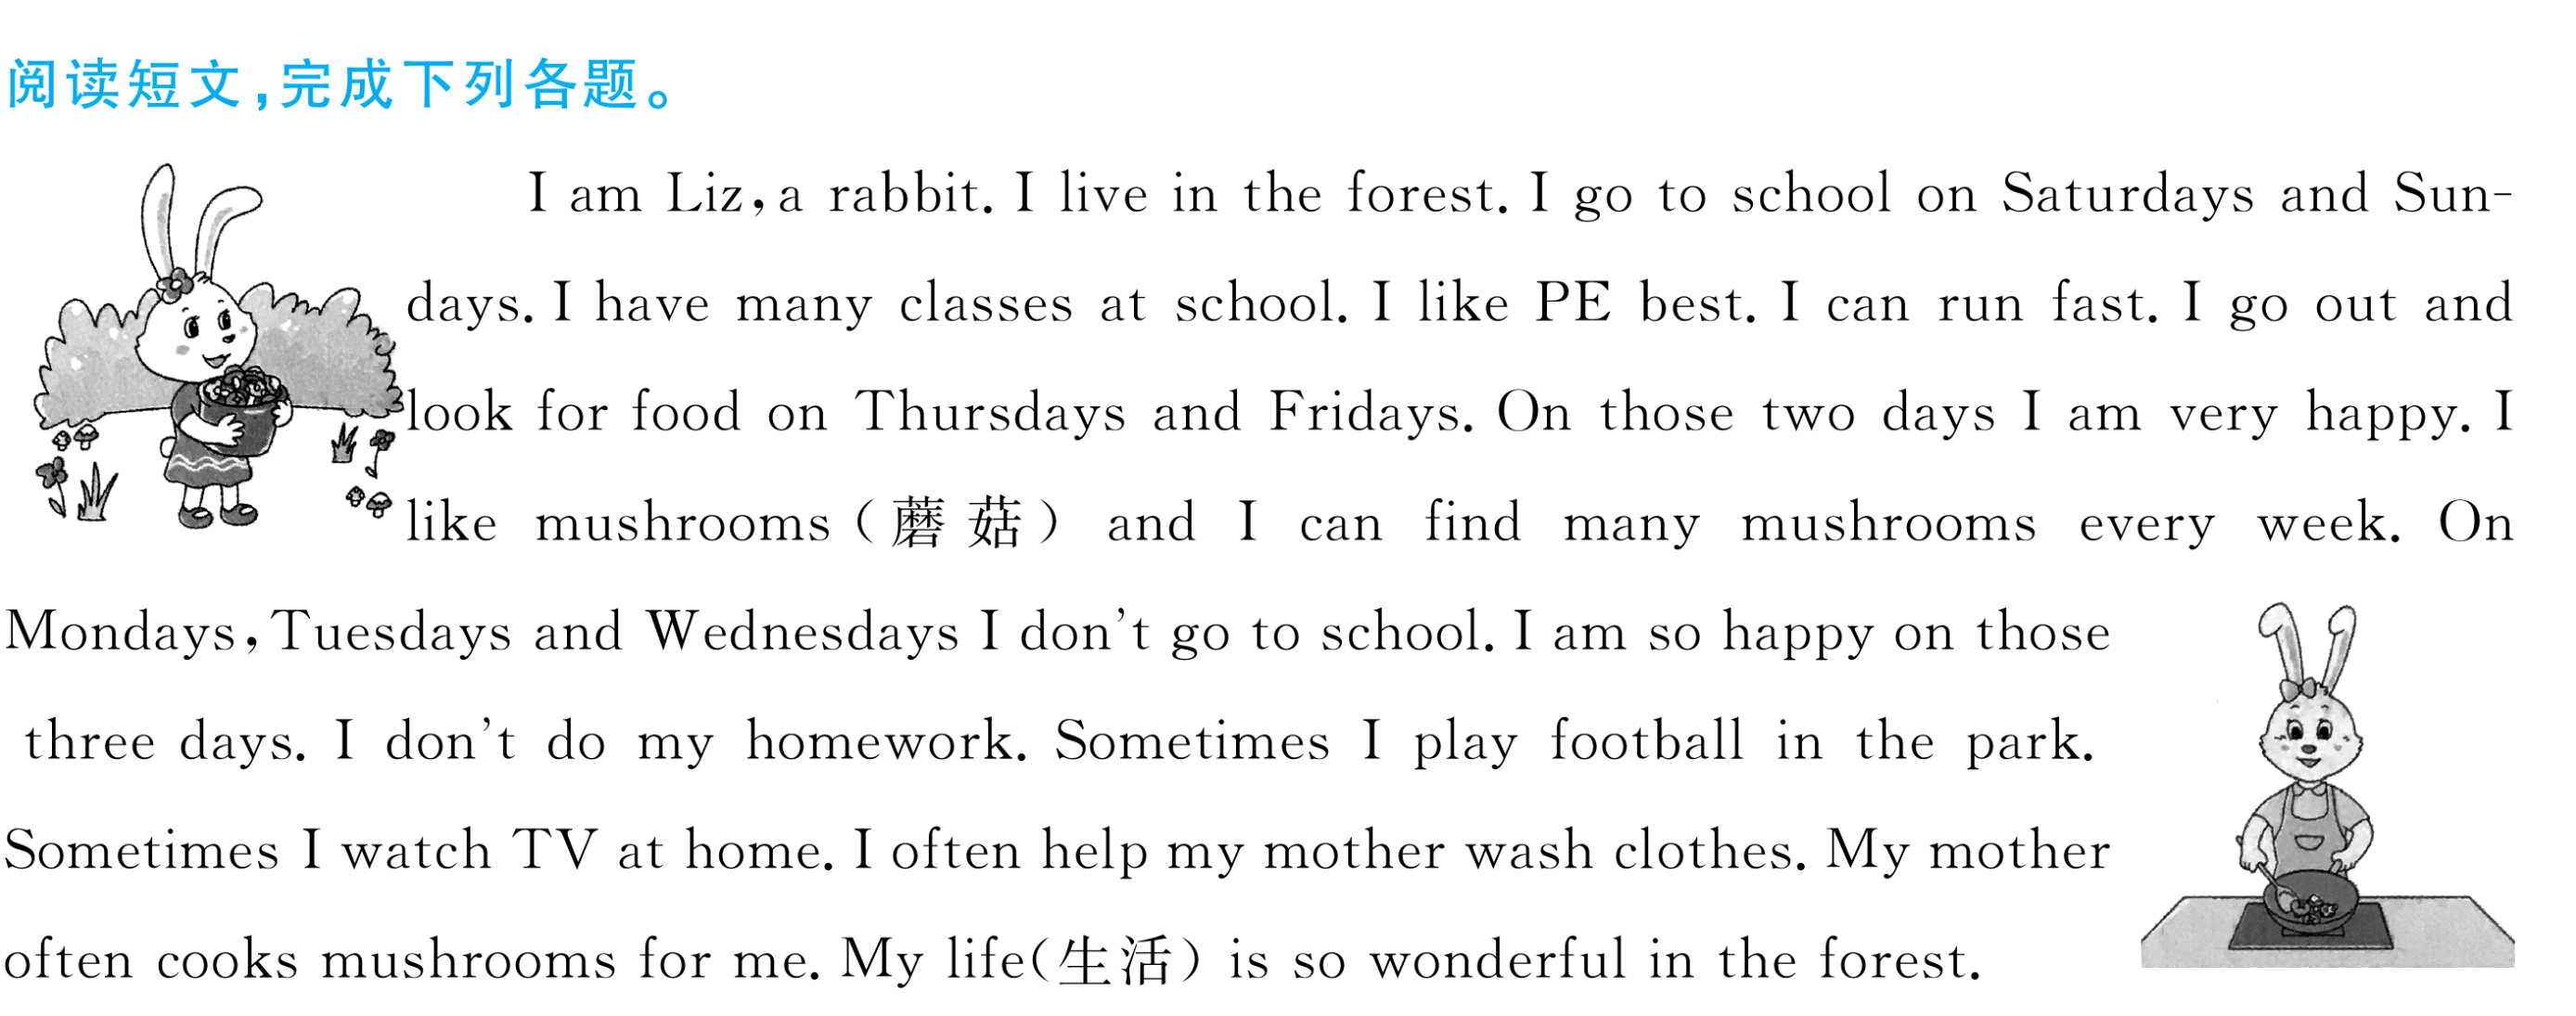 阅读短文,完成下列各题。
I am Liz, a rabbit. I live in the forest. I go to school on Saturdays and Sun-
days. I have many classes at school. I like PE best. I can run fast. I go out and
look for food on Thursdays and Fridays. On those two days I am very happy. I
like mushrooms（蘑菇） and I can find many mushrooms every week. On
Mondays, Tuesdays and Wednesdays I don't go to school. I am so happy on those
three days. I don't do my homework. Sometimes I play football in the park.
Sometimes I watch TV at home. I often help my mother wash clothes. My mother
often cooks mushrooms for me. My life(生活) is so wonderful in the forest.